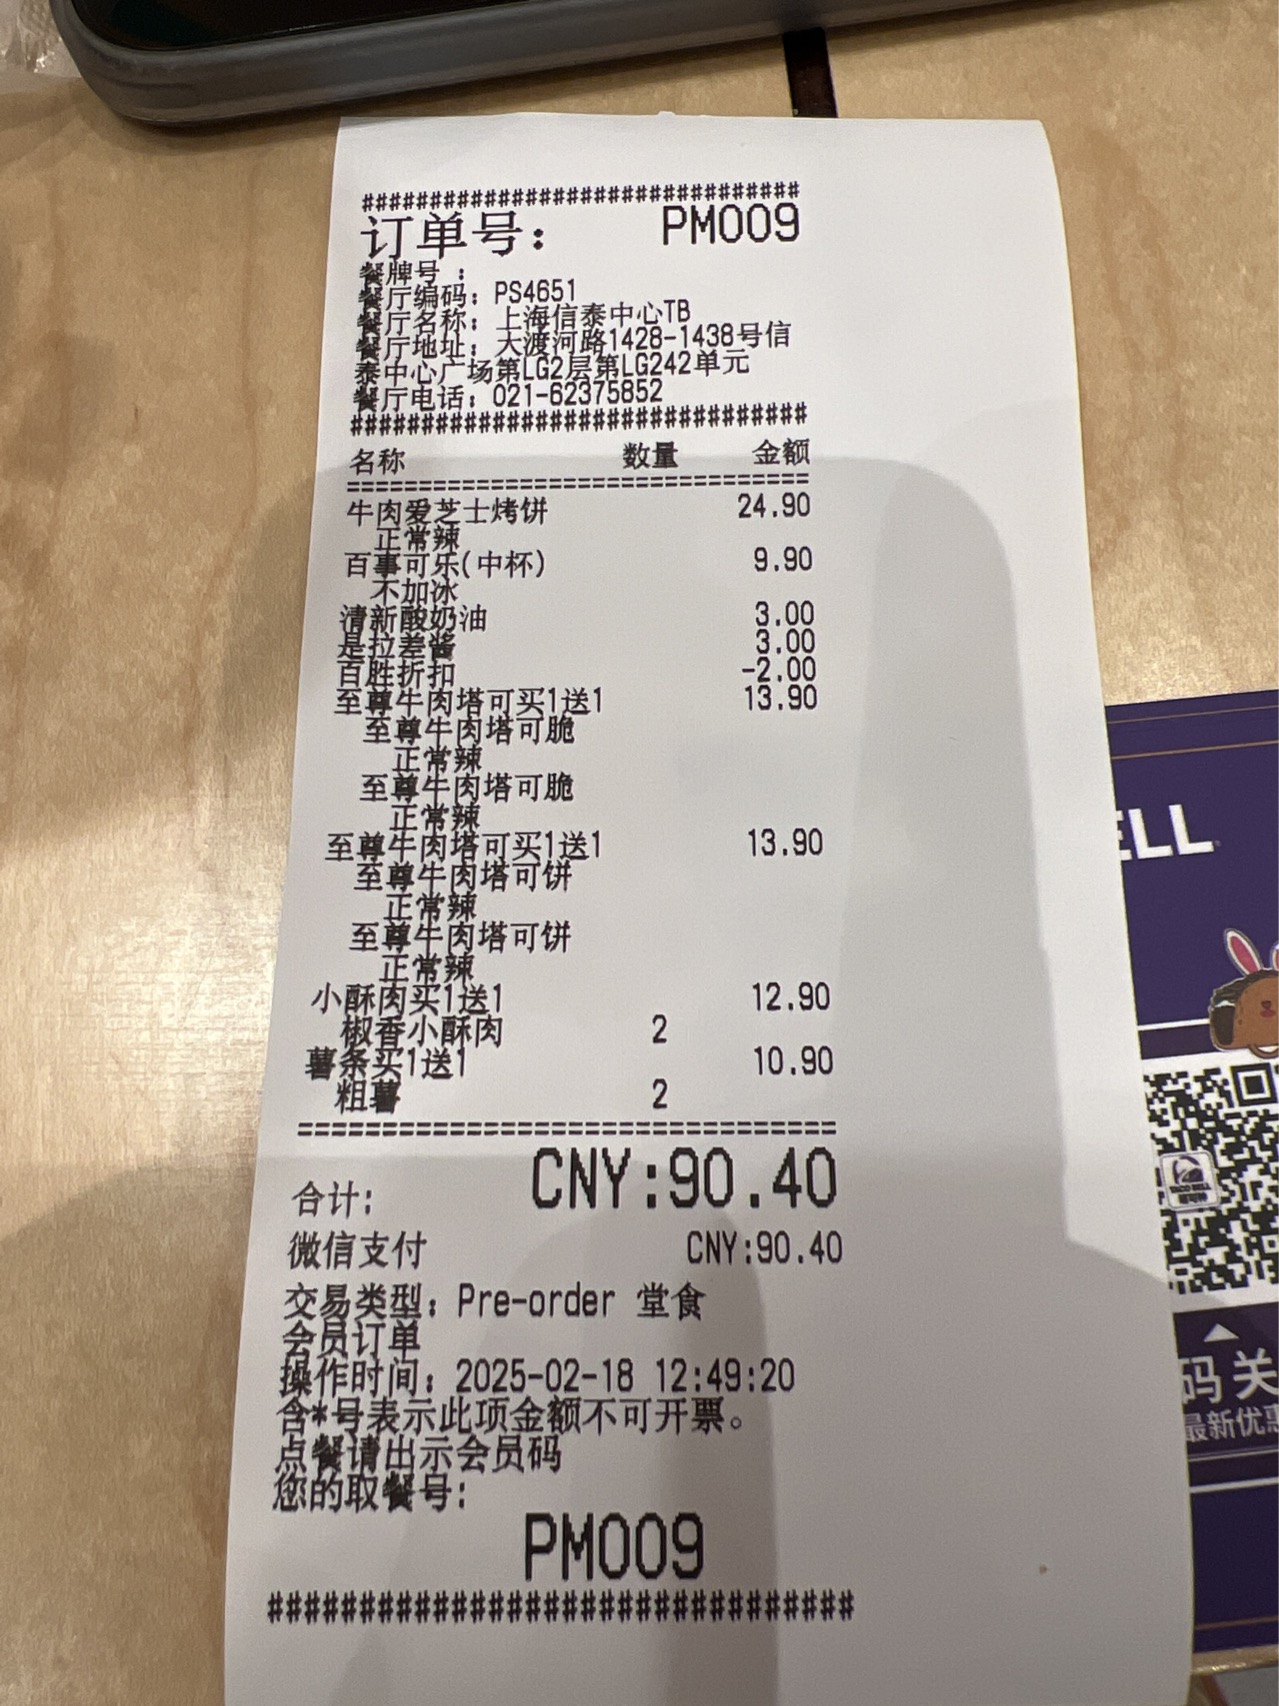 ################################
订单号： PM009
餐牌号：
餐厅编码：PS4651
餐厅名称：上海信泰中心TB
餐厅地址：大渡河路1428-1438号信
泰中心广场第LG2层第LG242单元
餐厅电话：021-62375852
################################
名称 数量 金额
================================
牛肉爱芝士烤饼 24.90
正常辣
百事可乐(中杯) 9.90
不加冰
清新酸奶油 3.00
是拉差酱 3.00
百胜折扣 -2.00
至尊牛肉塔可买1送1 13.90
至尊牛肉塔可脆
正常辣
至尊牛肉塔可脆
正常辣
至尊牛肉塔可买1送1 13.90
至尊牛肉塔可饼
正常辣
至尊牛肉塔可饼
正常辣
小酥肉买1送1 12.90
椒香小酥肉 2
薯条买1送1 10.90
粗薯 2
================================
合计: CNY:90.40
微信支付 CNY:90.40
交易类型：Pre-order 堂食
会员订单
操作时间：2025-02-18 12:49:20
含*号表示此项金额不可开票。
点餐请出示会员码
您的取餐号:
PM009
################################
ELL
TACO BELL
码关
最新优惠